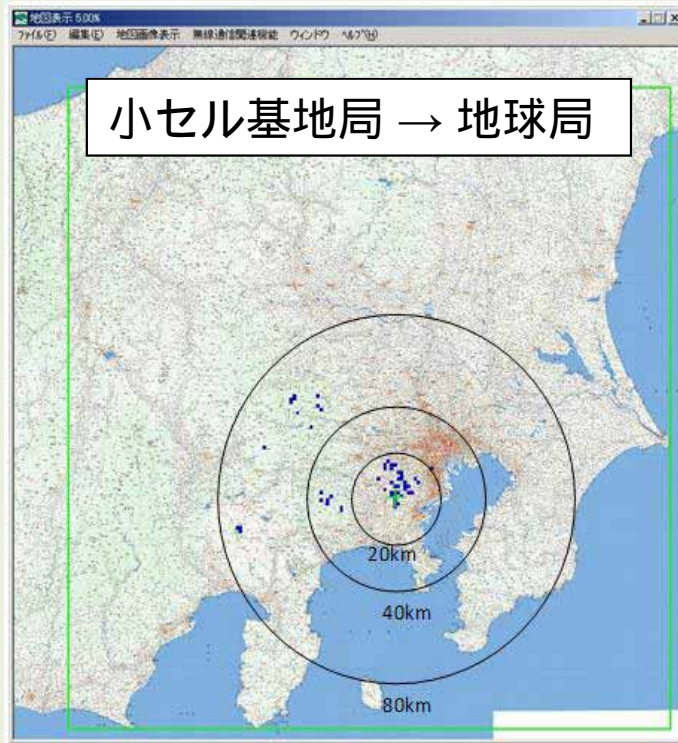 地図表示 5.00%
ファイル(F) 編集(E) 地図画像表示 無線通信関連機能 ウィンドウ ヘルプ(H)
小セル基地局 → 地球局
20km
40km
80km